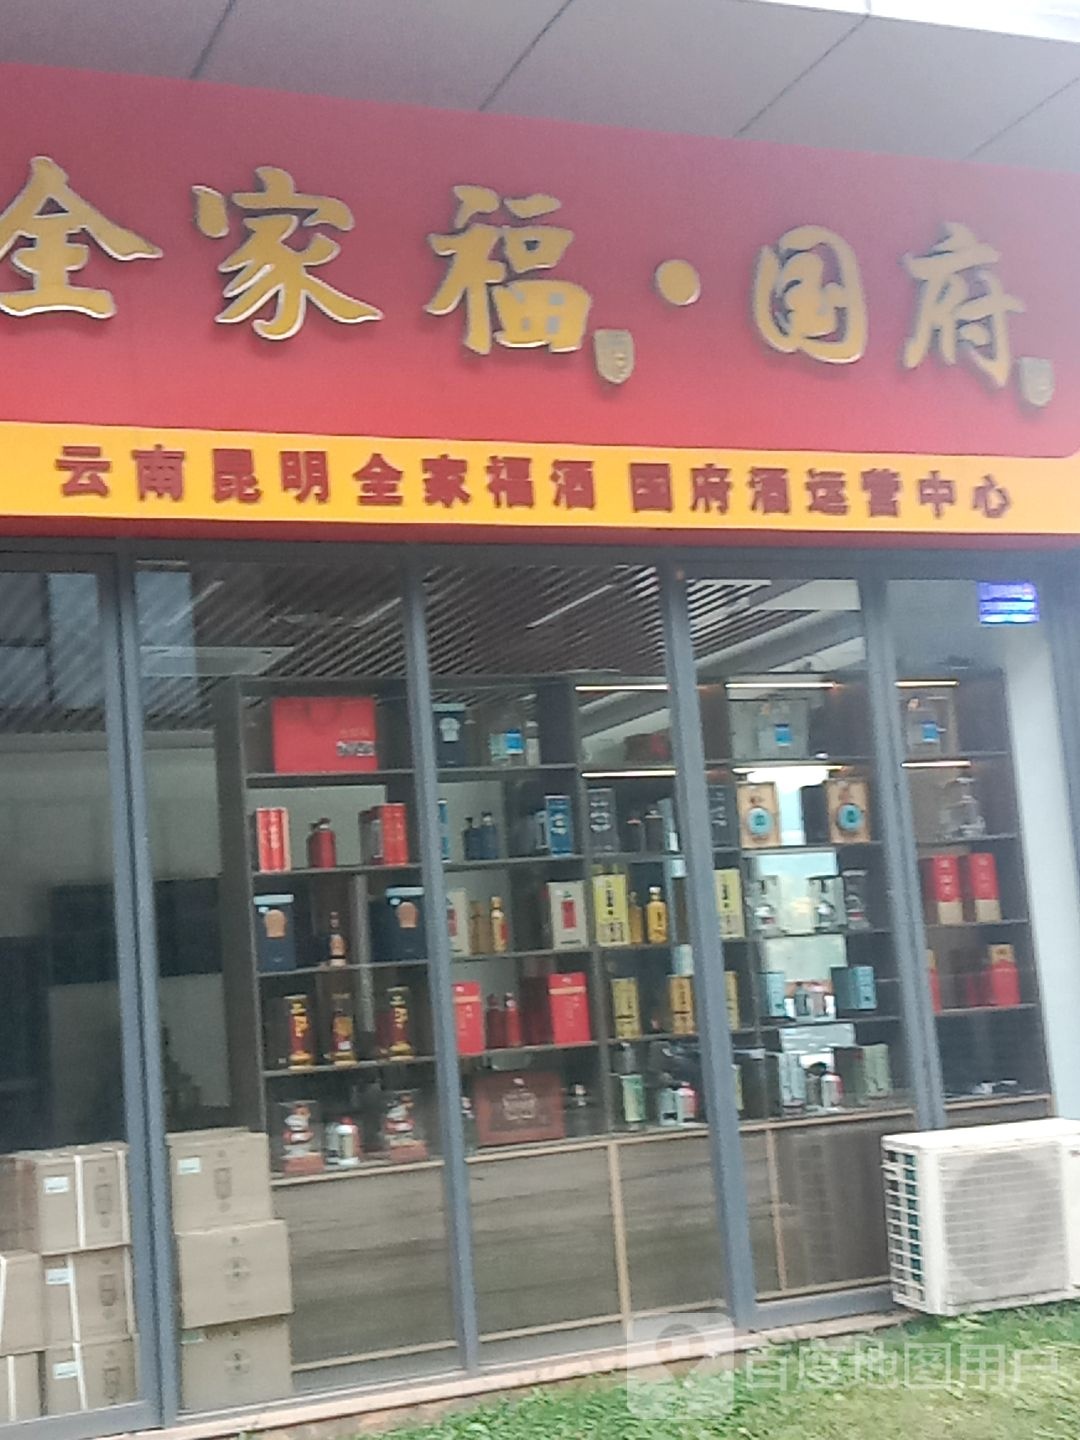 全家福·国府
云南昆明全家福酒 国府酒运营中心
百度地图用户